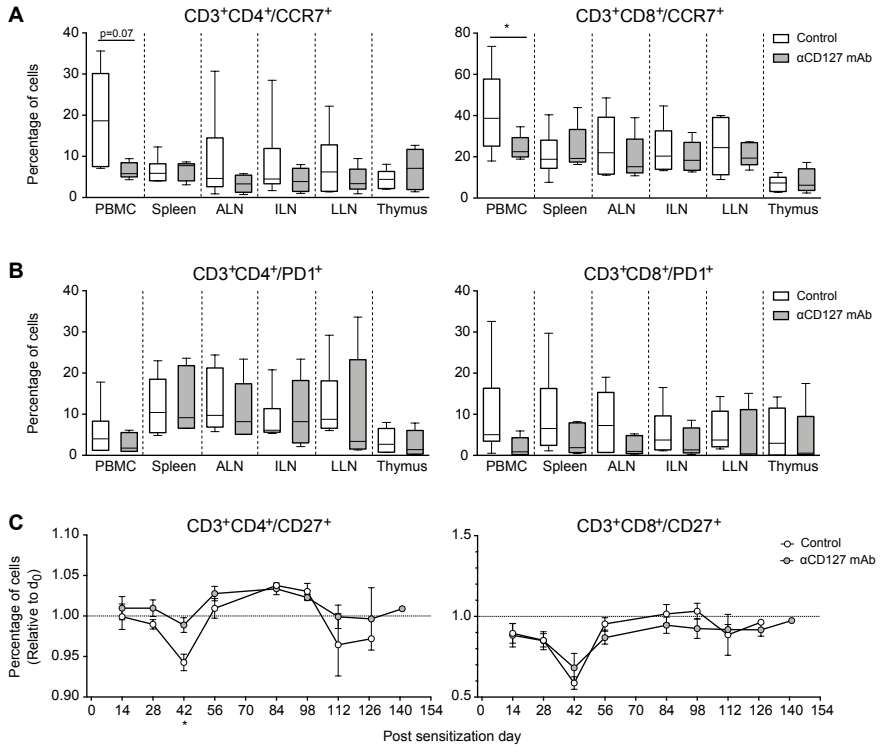 A
CD3⁺CD4⁺/CCR7⁺
Percentage of cells
40
30
20
10
0
p=0.07
PBMC Spleen ALN ILN LLN Thymus
CD3⁺CD8⁺/CCR7⁺
80
60
40
20
0
*
PBMC Spleen ALN ILN LLN Thymus
Control
αCD127 mAb
B
CD3⁺CD4⁺/PD1⁺
Percentage of cells
40
30
20
10
0
PBMC Spleen ALN ILN LLN Thymus
CD3⁺CD8⁺/PD1⁺
40
30
20
10
0
PBMC Spleen ALN ILN LLN Thymus
Control
αCD127 mAb
C
CD3⁺CD4⁺/CD27⁺
Percentage of cells
(Relative to d₀)
1.10
1.05
1.00
0.95
0.90
0 14 28 42 56 70 84 98 112 126 140 154
*
CD3⁺CD8⁺/CD27⁺
1.5
1.0
0.5
0 14 28 42 56 70 84 98 112 126 140 154
Control
αCD127 mAb
Post sensitization day